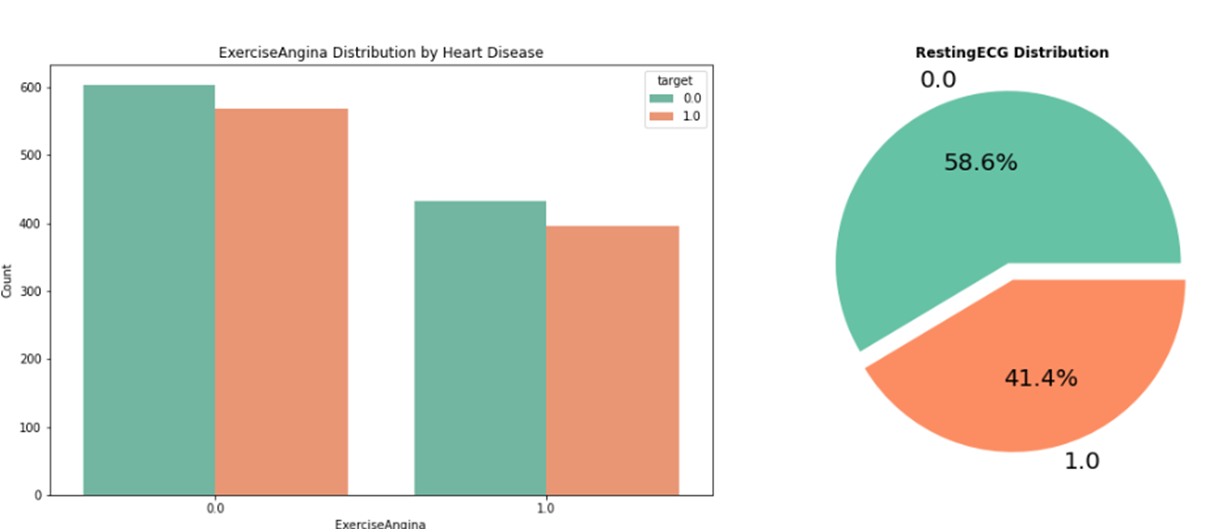 ExerciseAngina Distribution by Heart Disease
target
0.0
1.0
600
500
400
300
200
100
0
Count
0.0 1.0
ExerciseAngina
RestingECG Distribution
0.0
58.6%
41.4%
1.0